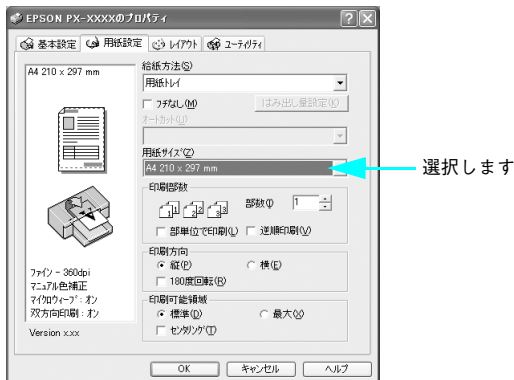 EPSON PX-XXXXのプロパティ
基本設定 用紙設定 レイアウト ユーティリティ
A4 210 x 297 mm
ファイン - 360dpi
マニュアル色補正
マイクロウィーブ : オン
双方向印刷 : オン
Version x.xx
給紙方法(S)
用紙トレイ
フチなし(M) はみ出し量設定(K)
オートカット(U)
用紙サイズ(Z)
A4 210 x 297 mm
選択します
印刷部数
部数(I) 1
部単位で印刷(L) 逆順印刷(V)
印刷方向
縦(P) 横(E)
180度回転(R)
印刷可能領域
標準(D) 最大(X)
センタリング(T)
OK キャンセル ヘルプ